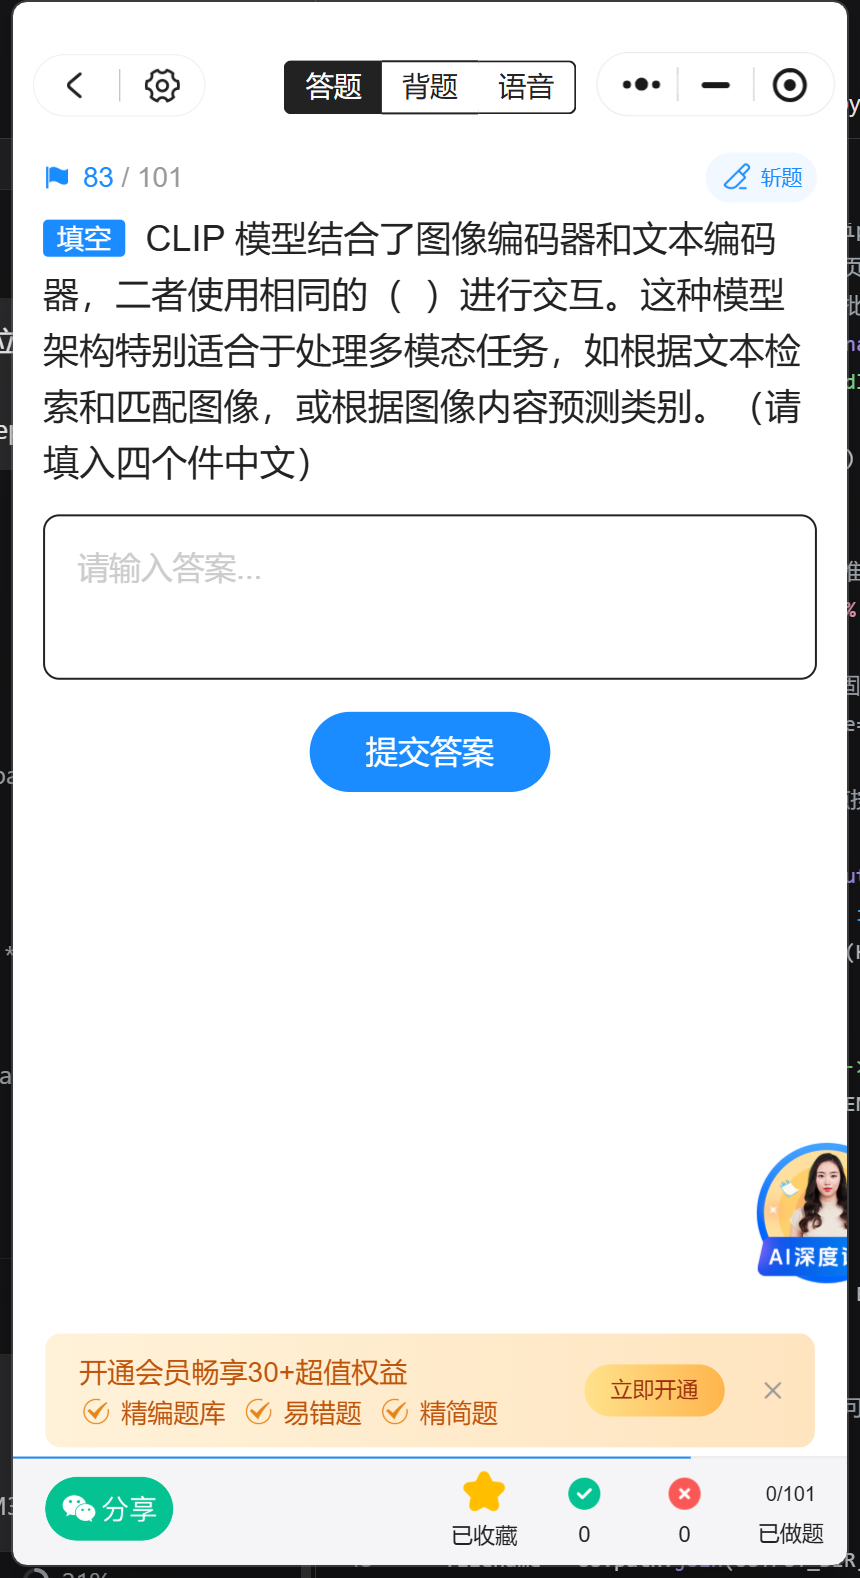 答题 背题 语音
83 / 101
斩题
填空 CLIP 模型结合了图像编码器和文本编码
器，二者使用相同的（ ）进行交互。这种模型
架构特别适合于处理多模态任务，如根据文本检
索和匹配图像，或根据图像内容预测类别。（请
填入四个件中文）
请输入答案...
提交答案
AI深度
开通会员畅享30+超值权益
精编题库 易错题 精简题
立即开通
分享
已收藏
0
0
0/101
已做题